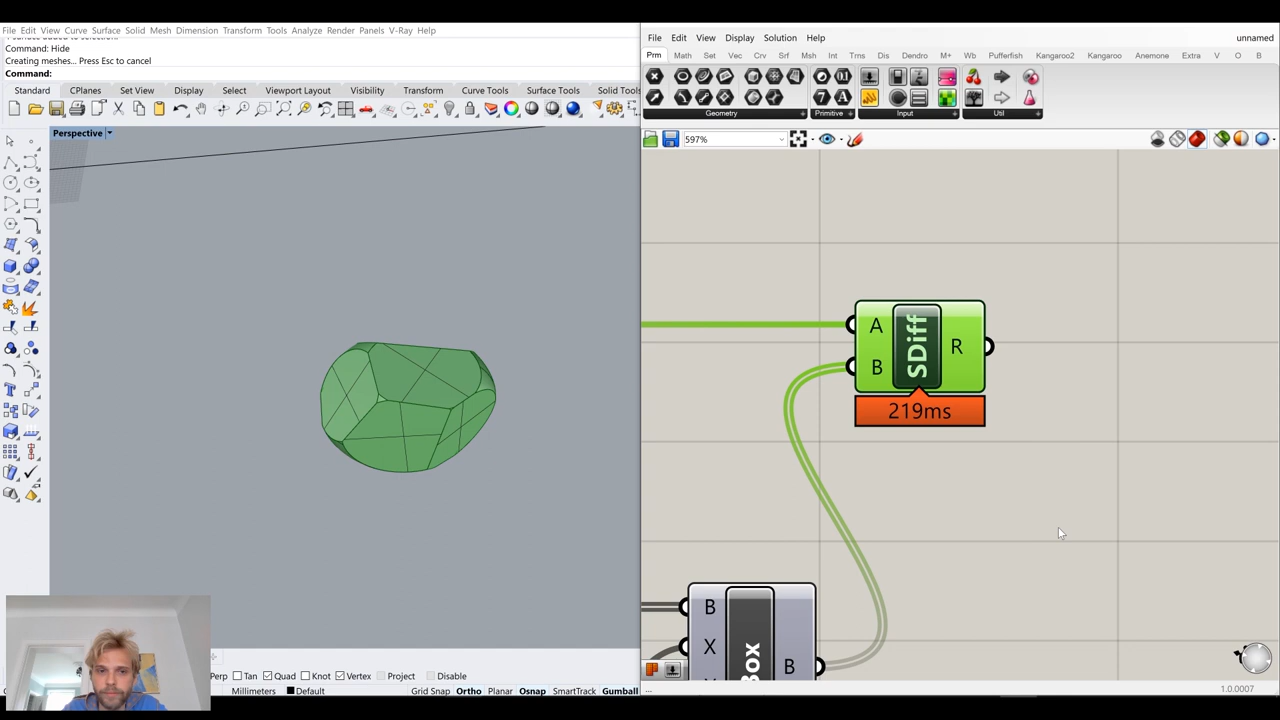 File Edit View Curve Surface Solid Mesh Dimension Transform Tools Analyze Render Panels V-Ray Help
Command: Hide
Creating meshes... Press Esc to cancel
Command:
Standard CPlanes Set View Display Select Viewport Layout Visibility Transform Curve Tools Surface Tools Solid Tools
Perspective
Perp Tan Quad Knot Vertex Project Disable
Millimeters Default Grid Snap Ortho Planar Osnap SmartTrack Gumball
File Edit View Display Solution Help unnamed
Prm Math Set Vec Crv Srf Msh Int Trns Dis Dendro M+ Wb Pufferfish Kangaroo2 Kangaroo Anemone Extra V O B
Geometry Primitive Input Util
597%
A
B
SDiff
R
219ms
B
X
Box
B
... 1.0.0007